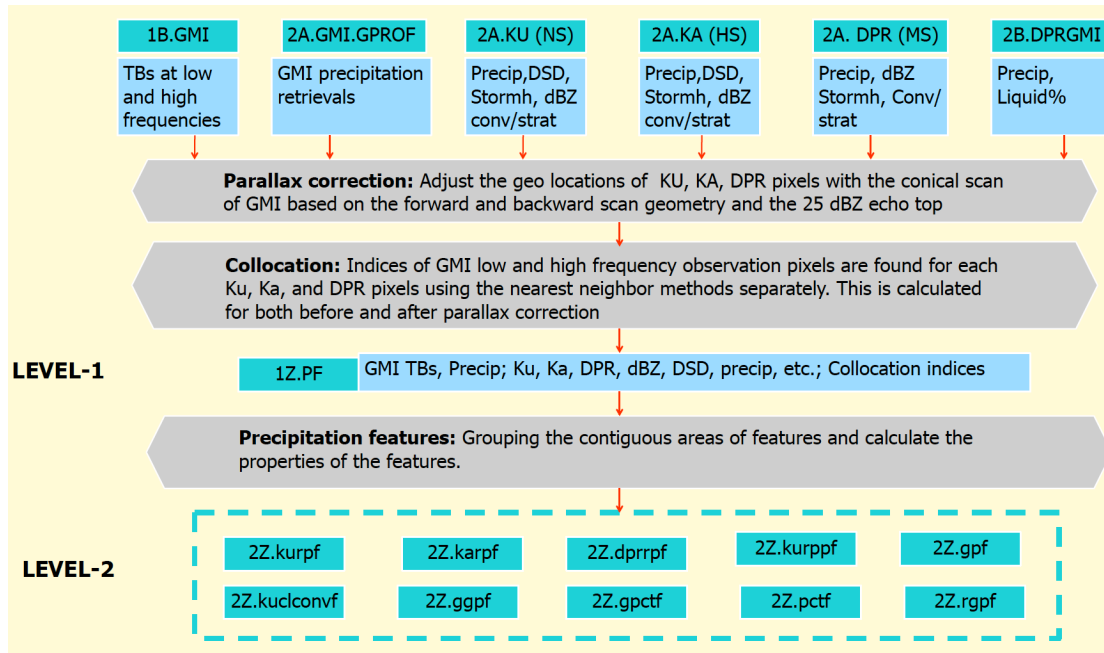 1B.GMI
2A.GMI.GPROF
2A.KU (NS)
2A.KA (HS)
2A. DPR (MS)
2B.DPRGMI
TBs at low
and high
frequencies
GMI precipitation
retrievals
Precip,DSD,
Stormh, dBZ
conv/strat
Precip,DSD,
Stormh, dBZ
conv/strat
Precip, dBZ
Stormh, Conv/
strat
Precip,
Liquid%
Parallax correction: Adjust the geo locations of KU, KA, DPR pixels with the conical scan
of GMI based on the forward and backward scan geometry and the 25 dBZ echo top
Collocation: Indices of GMI low and high frequency observation pixels are found for each
Ku, Ka, and DPR pixels using the nearest neighbor methods separately. This is calculated
for both before and after parallax correction
LEVEL-1
1Z.PF
GMI TBs, Precip; Ku, Ka, DPR, dBZ, DSD, precip, etc.; Collocation indices
Precipitation features: Grouping the contiguous areas of features and calculate the
properties of the features.
LEVEL-2
2Z.kurpf
2Z.karpf
2Z.dprrpf
2Z.kurppf
2Z.gpf
2Z.kuclconvf
2Z.ggpf
2Z.gpctf
2Z.pctf
2Z.rgpf